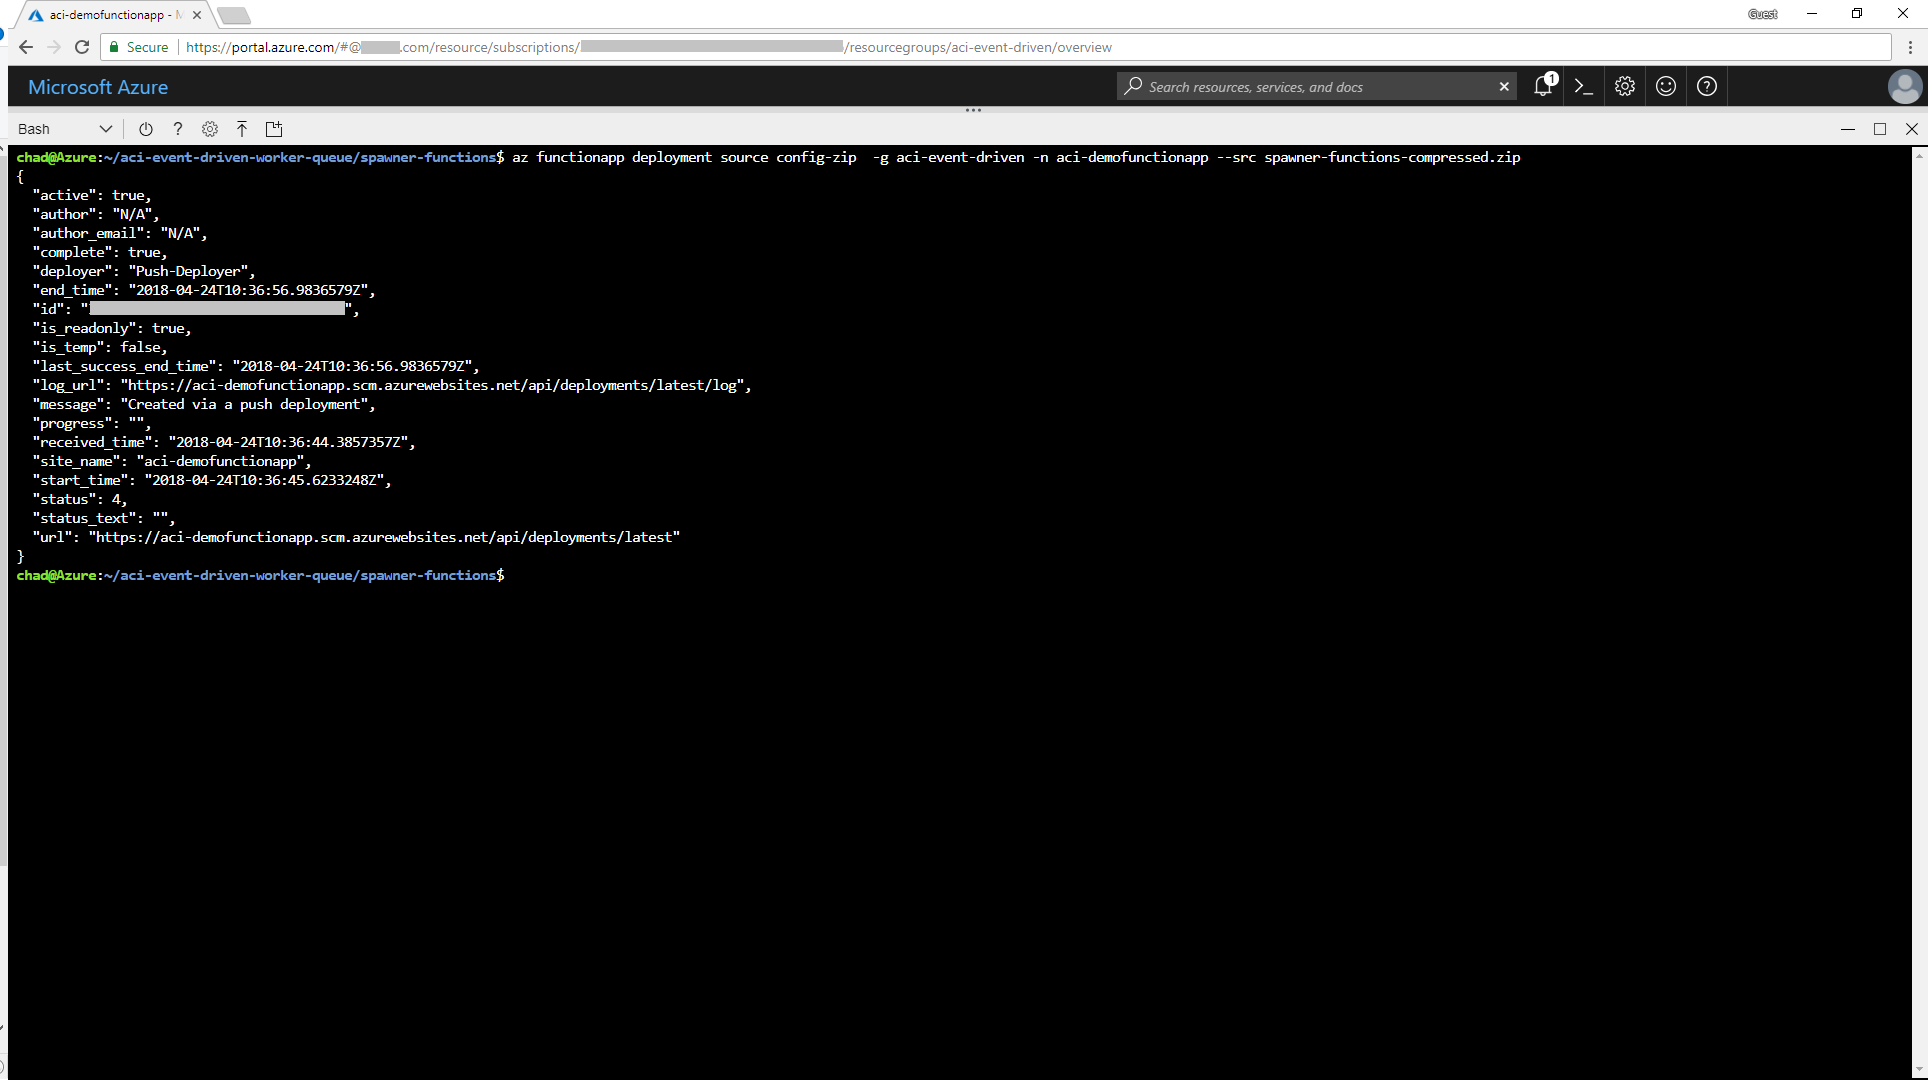 aci-demofunctionapp - M
Guest
Secure
https://portal.azure.com/#@ .com/resource/subscriptions/ /resourcegroups/aci-event-driven/overview
Microsoft Azure
Search resources, services, and docs
1
Bash
chad@Azure:~/aci-event-driven-worker-queue/spawner-functions$ az functionapp deployment source config-zip  -g aci-event-driven -n aci-demofunctionapp --src spawner-functions-compressed.zip
{
  "active": true,
  "author": "N/A",
  "author_email": "N/A",
  "complete": true,
  "deployer": "Push-Deployer",
  "end_time": "2018-04-24T10:36:56.9836579Z",
  "id": " ",
  "is_readonly": true,
  "is_temp": false,
  "last_success_end_time": "2018-04-24T10:36:56.9836579Z",
  "log_url": "https://aci-demofunctionapp.scm.azurewebsites.net/api/deployments/latest/log",
  "message": "Created via a push deployment",
  "progress": "",
  "received_time": "2018-04-24T10:36:44.3857357Z",
  "site_name": "aci-demofunctionapp",
  "start_time": "2018-04-24T10:36:45.6233248Z",
  "status": 4,
  "status_text": "",
  "url": "https://aci-demofunctionapp.scm.azurewebsites.net/api/deployments/latest"
}
chad@Azure:~/aci-event-driven-worker-queue/spawner-functions$